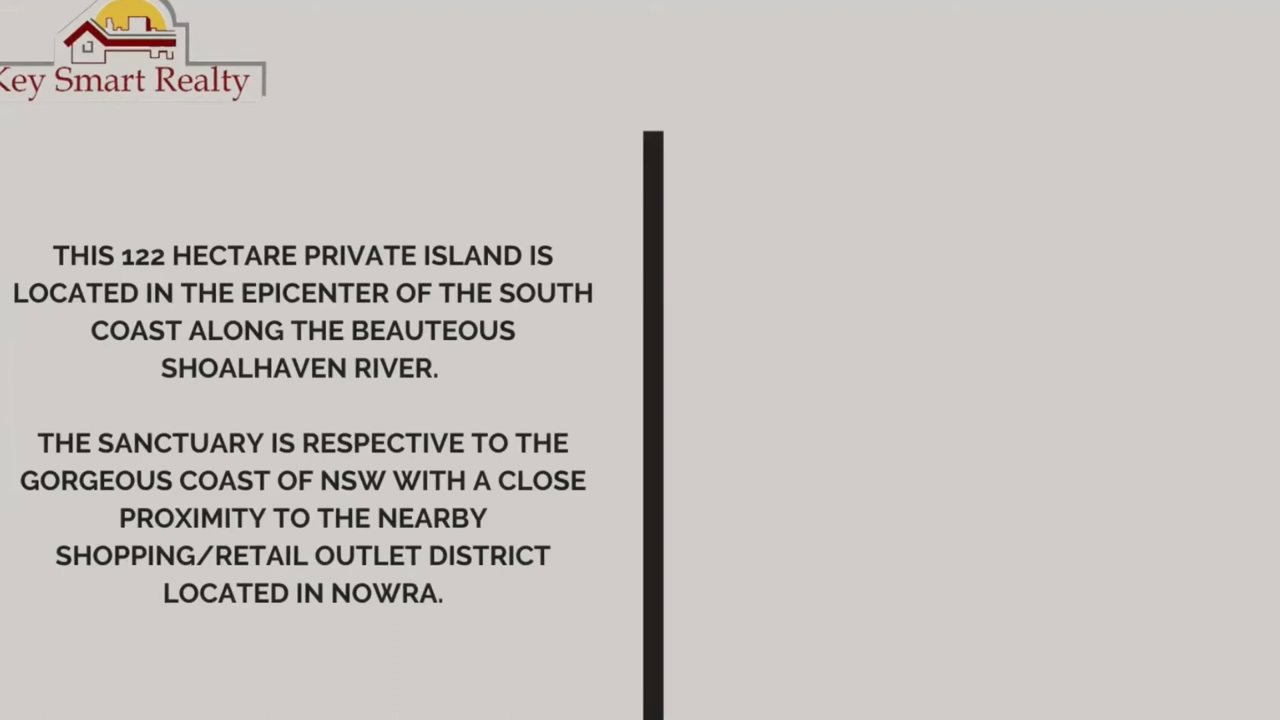 Key Smart Realty
THIS 122 HECTARE PRIVATE ISLAND IS
LOCATED IN THE EPICENTER OF THE SOUTH
COAST ALONG THE BEAUTEOUS
SHOALHAVEN RIVER.
THE SANCTUARY IS RESPECTIVE TO THE
GORGEOUS COAST OF NSW WITH A CLOSE
PROXIMITY TO THE NEARBY
SHOPPING/RETAIL OUTLET DISTRICT
LOCATED IN NOWRA.